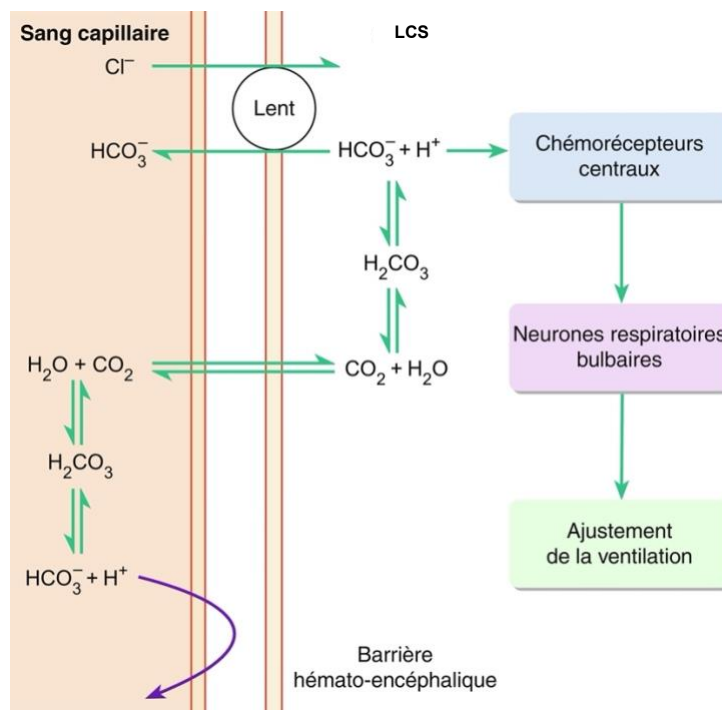 Sang capillaire
LCS
Cl⁻
Lent
HCO₃⁻
HCO₃⁻ + H⁺
Chémorécepteurs
centraux
H₂CO₃
Neurones respiratoires
bulbaires
H₂O + CO₂
CO₂ + H₂O
H₂CO₃
Ajustement
de la ventilation
HCO₃⁻ + H⁺
Barrière
hémato-encéphalique